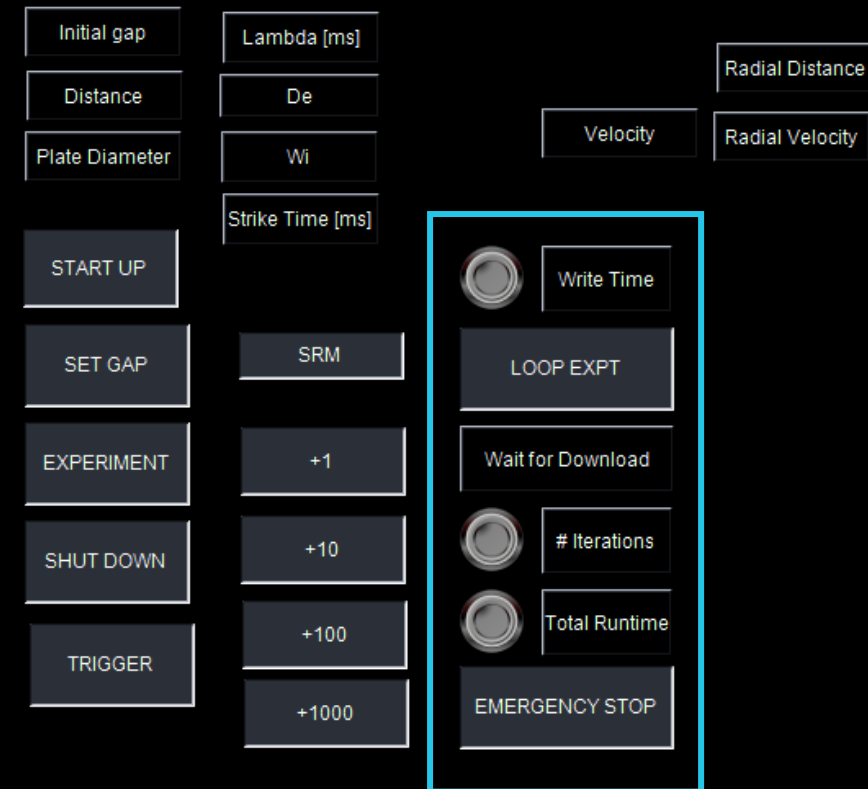 Initial gap
Lambda [ms]
Radial Distance
Distance
De
Velocity
Radial Velocity
Plate Diameter
Wi
Strike Time [ms]
START UP
Write Time
SET GAP
SRM
LOOP EXPT
EXPERIMENT
+1
Wait for Download
SHUT DOWN
+10
# Iterations
TRIGGER
+100
Total Runtime
+1000
EMERGENCY STOP